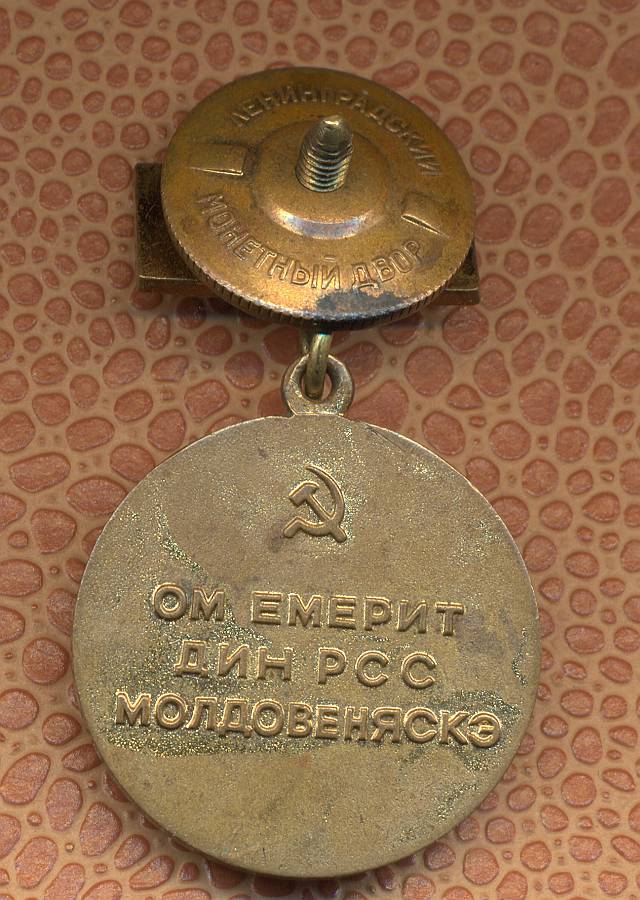 ЛЕНИНГРАДСКИЙ
МОНЕТНЫЙ ДВОР
ОМ ЕМЕРИТ
ДИН РСС
МОЛДОВЕНЯСКЭ